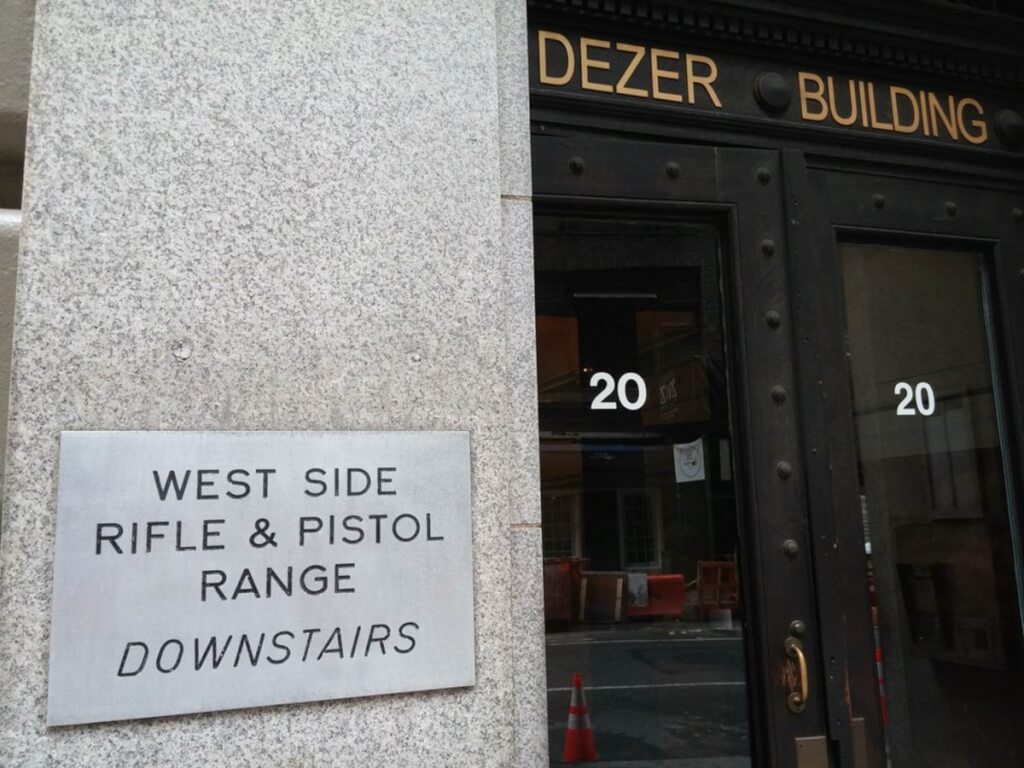 WEST SIDE
RIFLE & PISTOL
RANGE
DOWNSTAIRS
DEZER BUILDING
20
20